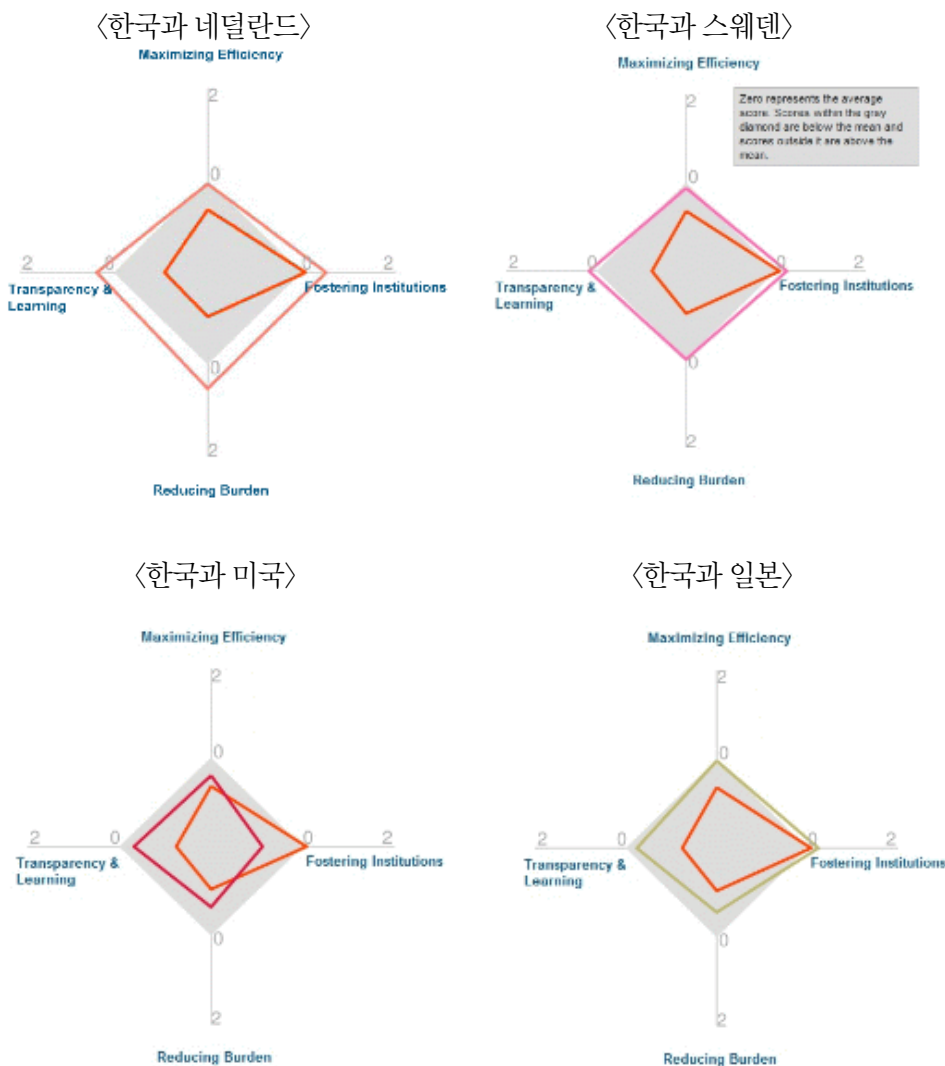 〈한국과 네덜란드〉
Maximizing Efficiency
2
0
2
0
0
2
Transparency &
Learning
Fostering Institutions
0
2
Reducing Burden
〈한국과 스웨덴〉
Maximizing Efficiency
Zero represents the average
score. Scores within the gray
diamond are below the mean and
scores outside it are above the
mean.
2
0
2
0
0
2
Transparency &
Learning
Fostering Institutions
0
2
Reducing Burden
〈한국과 미국〉
Maximizing Efficiency
2
0
2
0
0
2
Transparency &
Learning
Fostering Institutions
0
2
Reducing Burden
〈한국과 일본〉
Maximizing Efficiency
2
0
2
0
0
2
Transparency &
Learning
Fostering Institutions
0
2
Reducing Burden